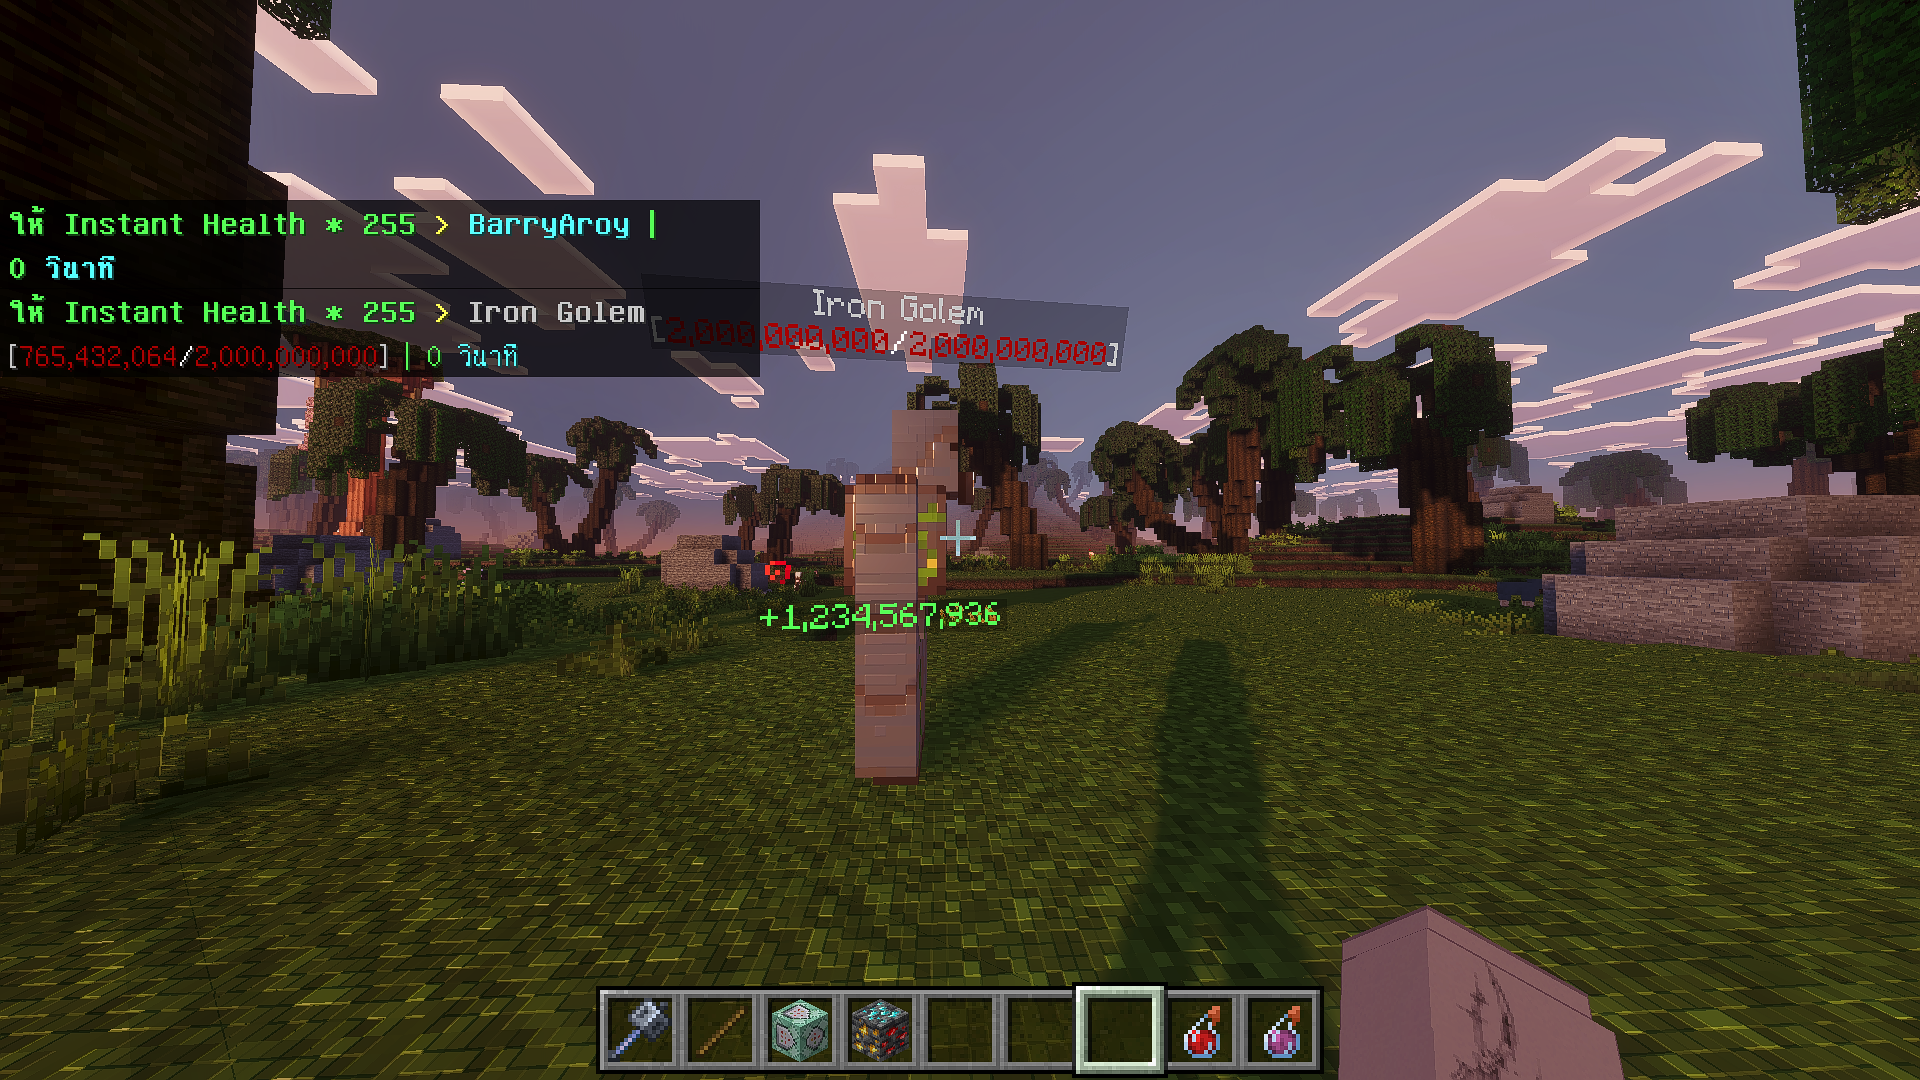 ให้ Instant Health * 255 > BarryAroy |
0 วินาที
ให้ Instant Health * 255 > Iron Golem
[765,432,064/2,000,000,000] | 0 วินาที
Iron Golem
[2,000,000,000/2,000,000,000]
+1,234,567,936